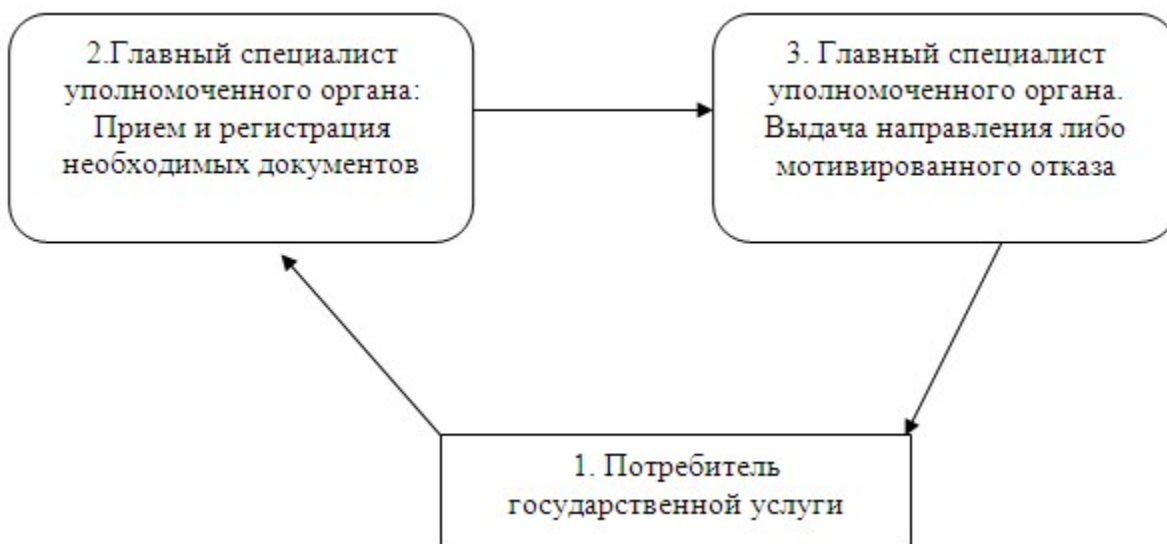 2.Главный специалист
уполномоченного органа:
Прием и регистрация
необходимых документов
3. Главный специалист
уполномоченного органа.
Выдача направления либо
мотивированного отказа
1. Потребитель
государственной услуги